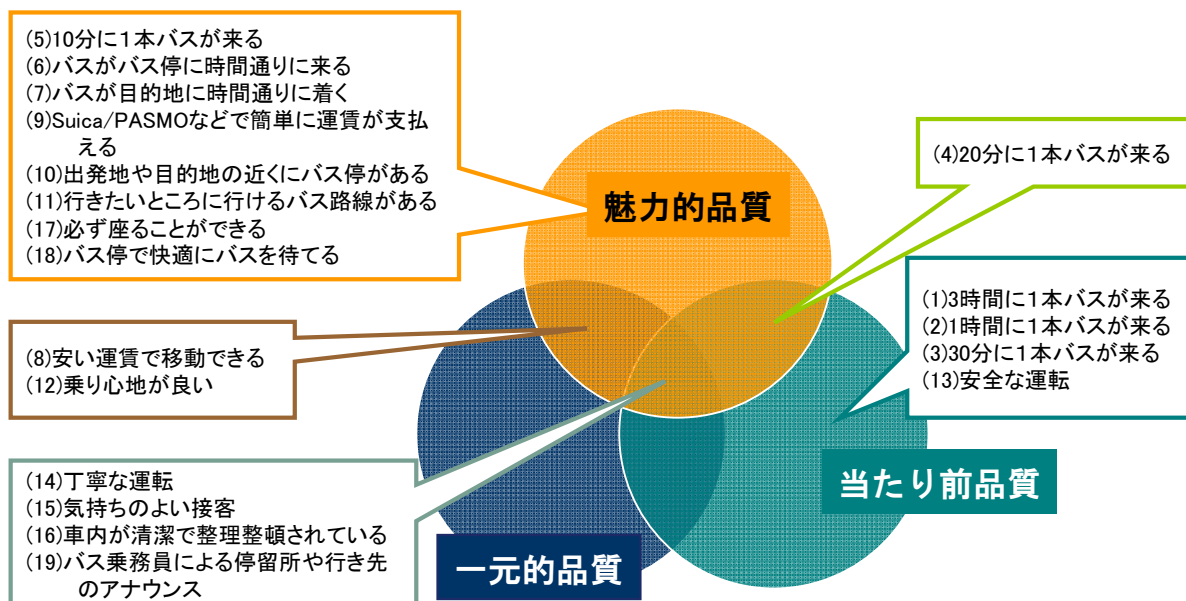 (5)10分に1本バスが来る
(6)バスがバス停に時間通りに来る
(7)バスが目的地に時間通りに着く
(9)Suica/PASMOなどで簡単に運賃が支払
える
(10)出発地や目的地の近くにバス停がある
(11)行きたいところに行けるバス路線がある
(17)必ず座ることができる
(18)バス停で快適にバスを待てる
魅力的品質
(4)20分に1本バスが来る
(8)安い運賃で移動できる
(12)乗り心地が良い
(1)3時間に1本バスが来る
(2)1時間に1本バスが来る
(3)30分に1本バスが来る
(13)安全な運転
(14)丁寧な運転
(15)気持ちのよい接客
(16)車内が清潔で整理整頓されている
(19)バス乗務員による停留所や行き先
のアナウンス
当たり前品質
一元的品質